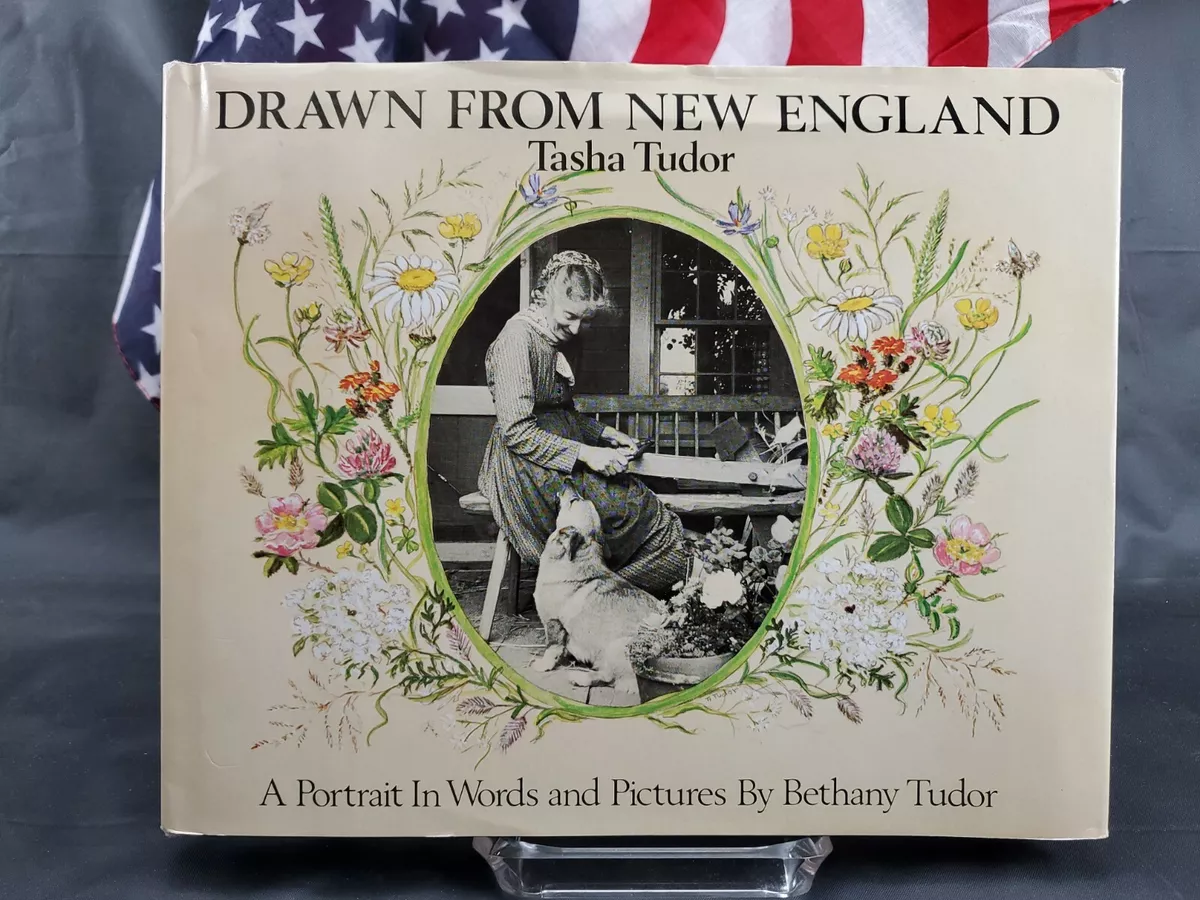 DRAWN FROM NEW ENGLAND
Tasha Tudor
A Portrait In Words and Pictures By Bethany Tudor